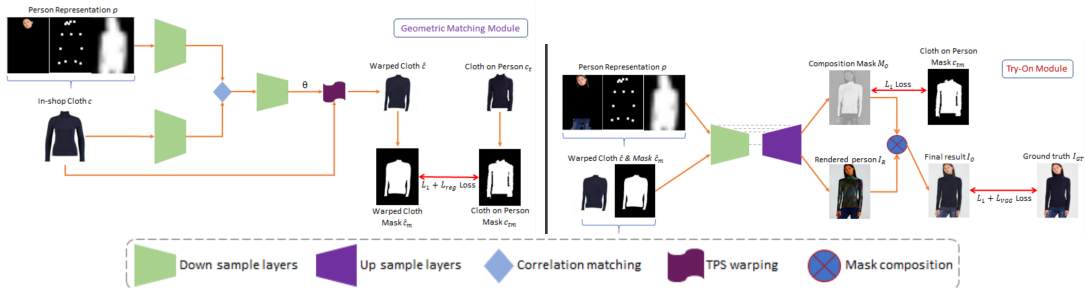 Person Representation p
Geometric Matching Module
In-shop Cloth c
θ
Warped Cloth ĉ
Cloth on Person c_t
L_1 + L_reg Loss
Warped Cloth
Mask ĉ_m
Cloth on Person
Mask c_tm
Person Representation p
Warped Cloth ĉ & Mask ĉ_m
Composition Mask M_O
L_1 Loss
Cloth on Person
Mask c_tm
Try-On Module
Rendered person I_R
Final result I_O
L_1 + L_VGG Loss
Ground truth I_GT
Down sample layers
Up sample layers
Correlation matching
TPS warping
Mask composition